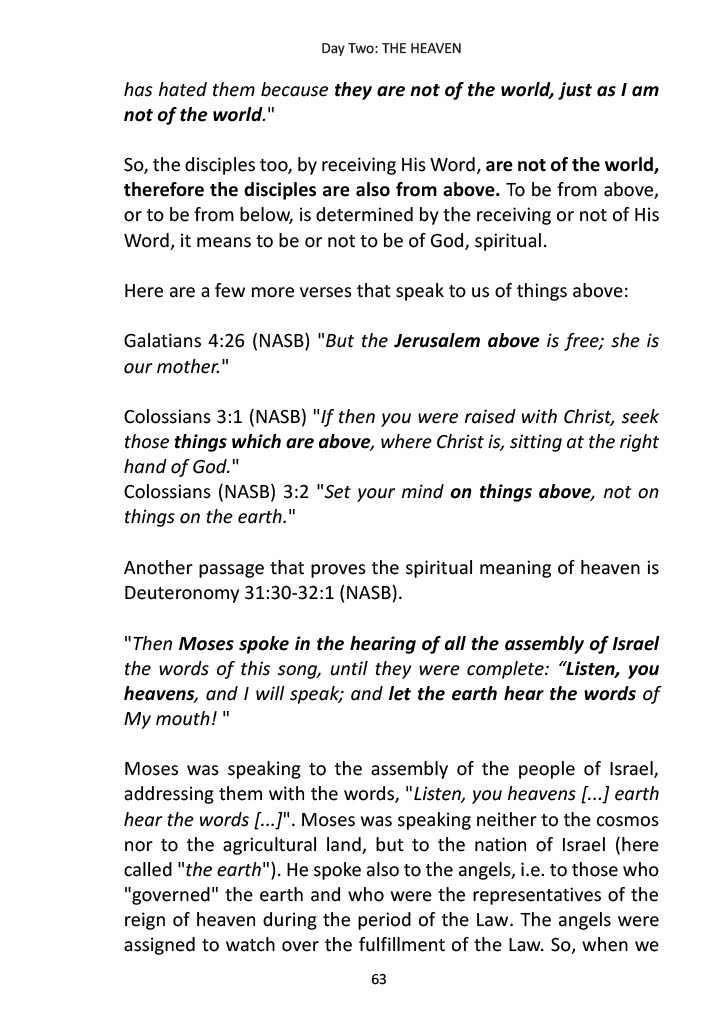 Day Two: THE HEAVEN
has hated them because they are not of the world, just as I am
not of the world."
So, the disciples too, by receiving His Word, are not of the world,
therefore the disciples are also from above. To be from above,
or to be from below, is determined by the receiving or not of His
Word, it means to be or not to be of God, spiritual.
Here are a few more verses that speak to us of things above:
Galatians 4:26 (NASB) "But the Jerusalem above is free; she is
our mother."
Colossians 3:1 (NASB) "If then you were raised with Christ, seek
those things which are above, where Christ is, sitting at the right
hand of God."
Colossians (NASB) 3:2 "Set your mind on things above, not on
things on the earth."
Another passage that proves the spiritual meaning of heaven is
Deuteronomy 31:30-32:1 (NASB).
"Then Moses spoke in the hearing of all the assembly of Israel
the words of this song, until they were complete: “Listen, you
heavens, and I will speak; and let the earth hear the words of
My mouth! "
Moses was speaking to the assembly of the people of Israel,
addressing them with the words, "Listen, you heavens [...] earth
hear the words [...]". Moses was speaking neither to the cosmos
nor to the agricultural land, but to the nation of Israel (here
called "the earth"). He spoke also to the angels, i.e. to those who
"governed" the earth and who were the representatives of the
reign of heaven during the period of the Law. The angels were
assigned to watch over the fulfillment of the Law. So, when we
63